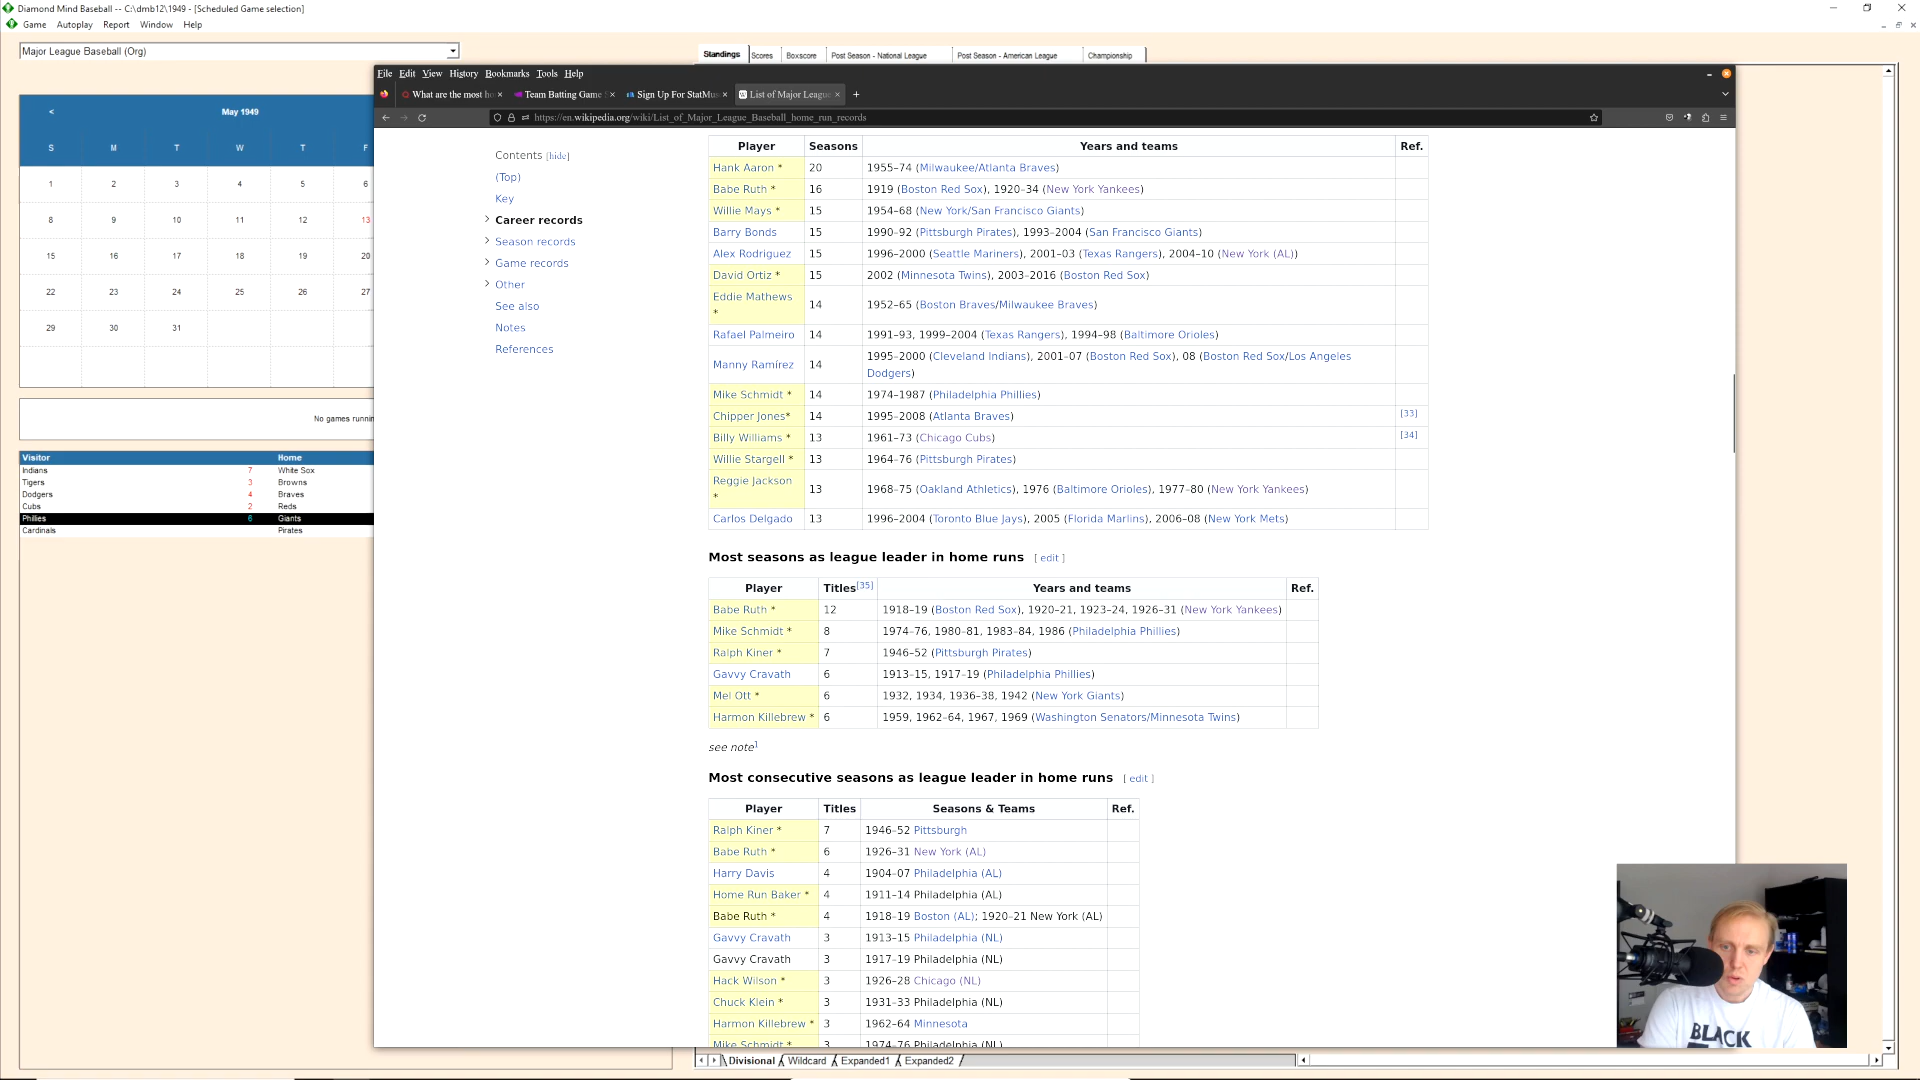 Diamond Mind Baseball -- C:\dmb12\1949 - [Scheduled Game selection]
Game Autoplay Report Window Help
Major League Baseball (Org)
Standings Scores Boxscore Post Season - National League Post Season - American League Championship
< May 1949
S M T W T F
1 2 3 4 5 6
8 9 10 11 12 13
15 16 17 18 19 20
22 23 24 25 26 27
29 30 31
No games runnin
Visitor Home
Indians 7 White Sox
Tigers 3 Browns
Dodgers 4 Braves
Cubs 2 Reds
Phillies 6 Giants
Cardinals Pirates
File Edit View History Bookmarks Tools Help
What are the most ho × Team Batting Game × Sign Up For StatMus × List of Major League × +
https://en.wikipedia.org/wiki/List_of_Major_League_Baseball_home_run_records
Contents [hide]
(Top)
Key
Career records
Season records
Game records
Other
See also
Notes
References
Player Seasons Years and teams Ref.
Hank Aaron * 20 1955–74 (Milwaukee/Atlanta Braves)
Babe Ruth * 16 1919 (Boston Red Sox), 1920–34 (New York Yankees)
Willie Mays * 15 1954–68 (New York/San Francisco Giants)
Barry Bonds 15 1990–92 (Pittsburgh Pirates), 1993–2004 (San Francisco Giants)
Alex Rodriguez 15 1996–2000 (Seattle Mariners), 2001–03 (Texas Rangers), 2004–10 (New York (AL))
David Ortiz * 15 2002 (Minnesota Twins), 2003–2016 (Boston Red Sox)
Eddie Mathews * 14 1952–65 (Boston Braves/Milwaukee Braves)
Rafael Palmeiro 14 1991–93, 1999–2004 (Texas Rangers), 1994–98 (Baltimore Orioles)
Manny Ramírez 14 1995–2000 (Cleveland Indians), 2001–07 (Boston Red Sox), 08 (Boston Red Sox/Los Angeles
Dodgers)
Mike Schmidt * 14 1974–1987 (Philadelphia Phillies)
Chipper Jones* 14 1995–2008 (Atlanta Braves) [33]
Billy Williams * 13 1961–73 (Chicago Cubs) [34]
Willie Stargell * 13 1964–76 (Pittsburgh Pirates)
Reggie Jackson * 13 1968–75 (Oakland Athletics), 1976 (Baltimore Orioles), 1977–80 (New York Yankees)
Carlos Delgado 13 1996–2004 (Toronto Blue Jays), 2005 (Florida Marlins), 2006–08 (New York Mets)
Most seasons as league leader in home runs [ edit ]
Player Titles[35] Years and teams Ref.
Babe Ruth * 12 1918–19 (Boston Red Sox), 1920–21, 1923–24, 1926–31 (New York Yankees)
Mike Schmidt * 8 1974–76, 1980–81, 1983–84, 1986 (Philadelphia Phillies)
Ralph Kiner * 7 1946–52 (Pittsburgh Pirates)
Gavvy Cravath 6 1913–15, 1917–19 (Philadelphia Phillies)
Mel Ott * 6 1932, 1934, 1936–38, 1942 (New York Giants)
Harmon Killebrew * 6 1959, 1962–64, 1967, 1969 (Washington Senators/Minnesota Twins)
see note1
Most consecutive seasons as league leader in home runs [ edit ]
Player Titles Seasons & Teams Ref.
Ralph Kiner * 7 1946–52 Pittsburgh
Babe Ruth * 6 1926–31 New York (AL)
Harry Davis 4 1904–07 Philadelphia (AL)
Home Run Baker * 4 1911–14 Philadelphia (AL)
Babe Ruth * 4 1918–19 Boston (AL); 1920–21 New York (AL)
Gavvy Cravath 3 1913–15 Philadelphia (NL)
Gavvy Cravath 3 1917–19 Philadelphia (NL)
Hack Wilson * 3 1926–28 Chicago (NL)
Chuck Klein * 3 1931–33 Philadelphia (NL)
Harmon Killebrew * 3 1962–64 Minnesota
Mike Schmidt * 3 1974–76 Philadelphia (NL)
BLACK
Divisional Wildcard Expanded1 Expanded2